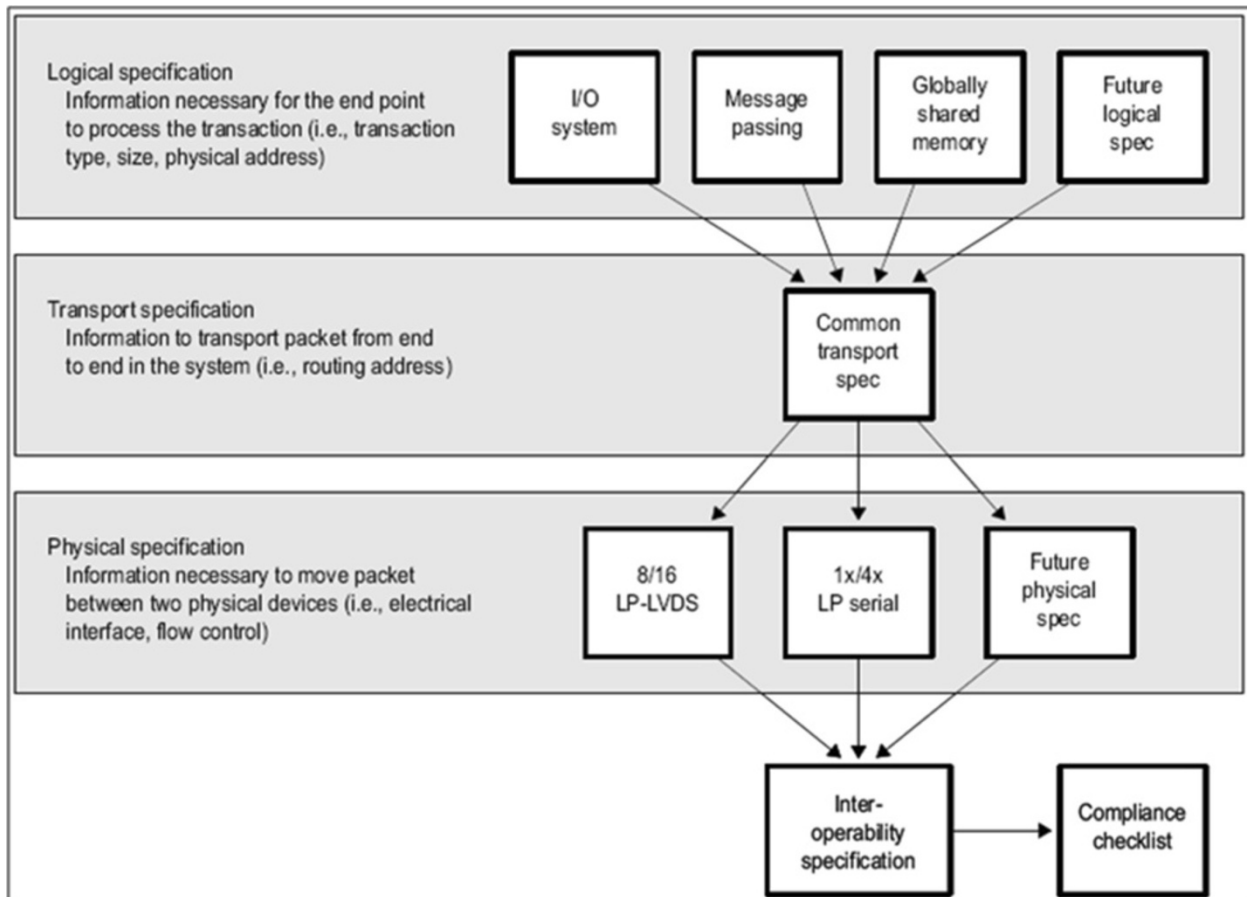 Logical specification
Information necessary for the end point
to process the transaction (i.e., transaction
type, size, physical address)
I/O
system
Message
passing
Globally
shared
memory
Future
logical
spec
Transport specification
Information to transport packet from end
to end in the system (i.e., routing address)
Common
transport
spec
Physical specification
Information necessary to move packet
between two physical devices (i.e., electrical
interface, flow control)
8/16
LP-LVDS
1x/4x
LP serial
Future
physical
spec
Inter-
operability
specification
Compliance
checklist